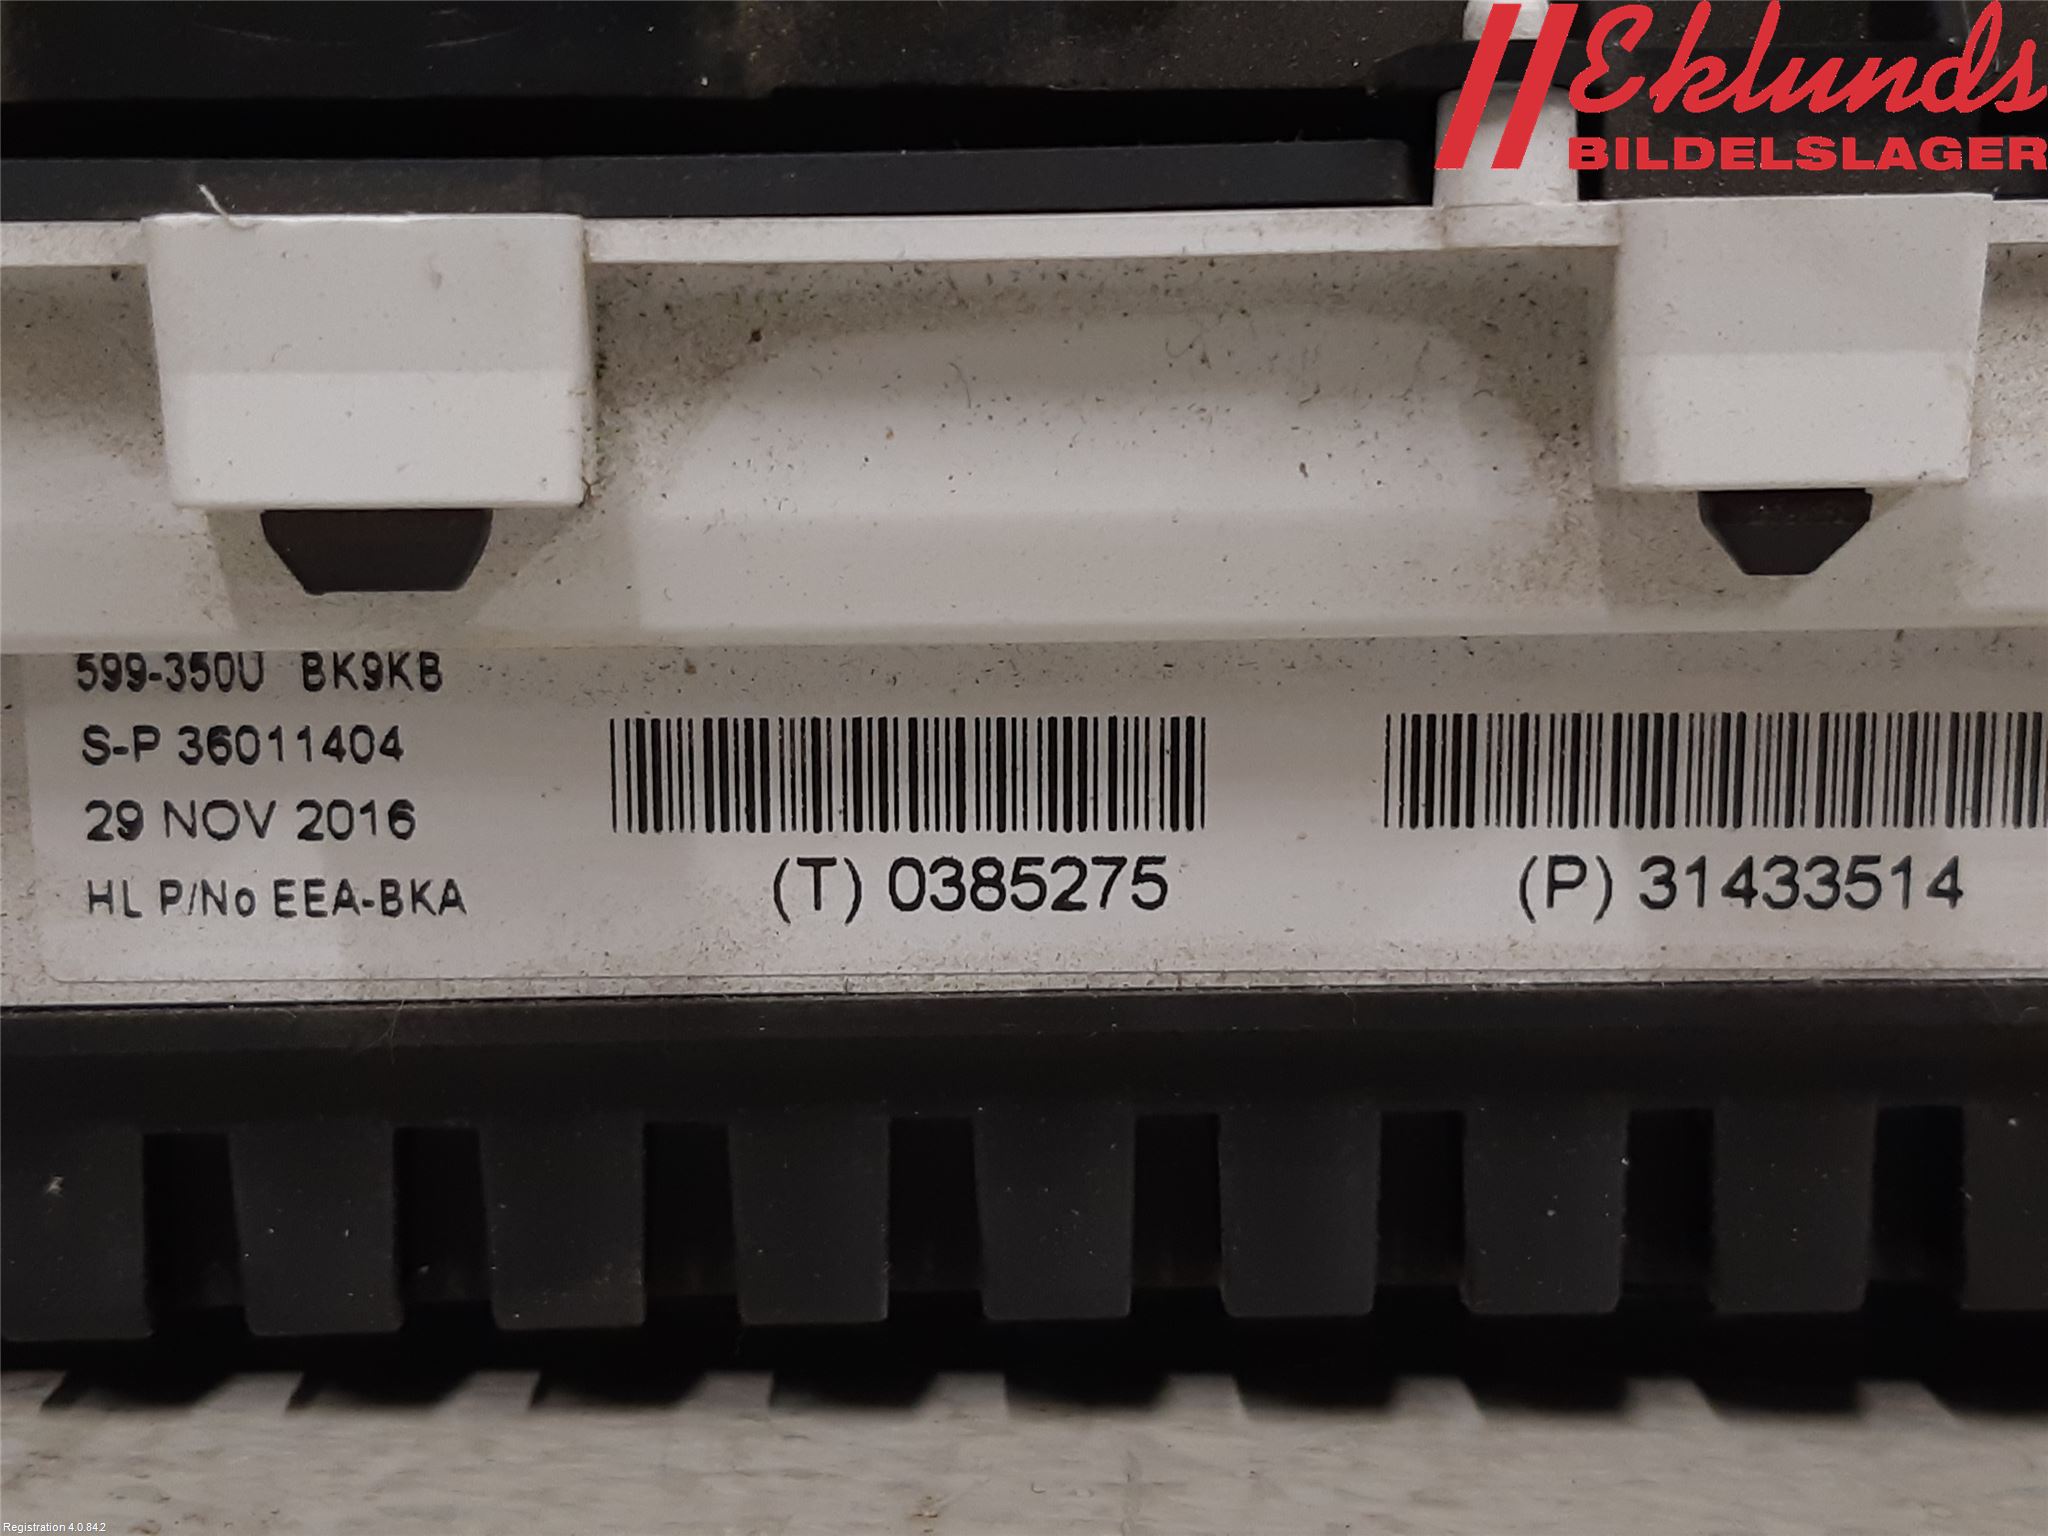 Eklunds
BILDELSLAGER
599-350U BK9KB
S-P 36011404
29 NOV 2016
HL P/No EEA-BKA
(T) 0385275
(P) 31433514
Registration 4.0.842